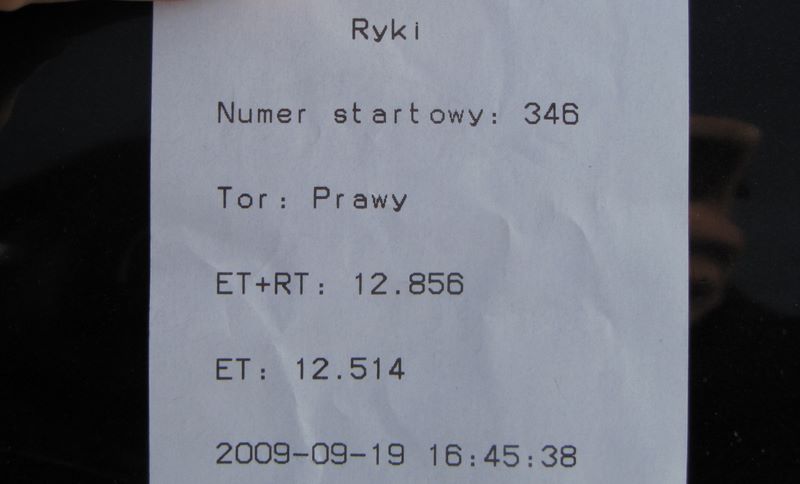 Ryki
Numer startowy: 346
Tor: Prawy
ET+RT: 12.856
ET: 12.514
2009-09-19 16:45:38